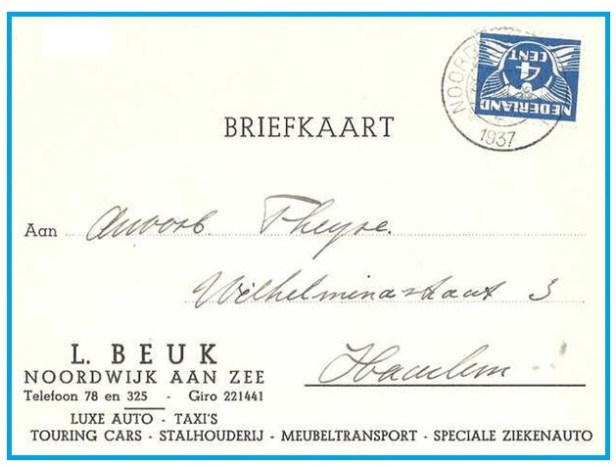 NOORD
1937
NEDERLAND
4
CENT
BRIEFKAART
Aan Theyse.
Wilhelminastraat 3
Haarlem
L. BEUK
NOORDWIJK AAN ZEE
Telefoon 78 en 325 - Giro 221441
LUXE AUTO - TAXI'S
TOURING CARS - STALHOUDERIJ - MEUBELTRANSPORT - SPECIALE ZIEKENAUTO